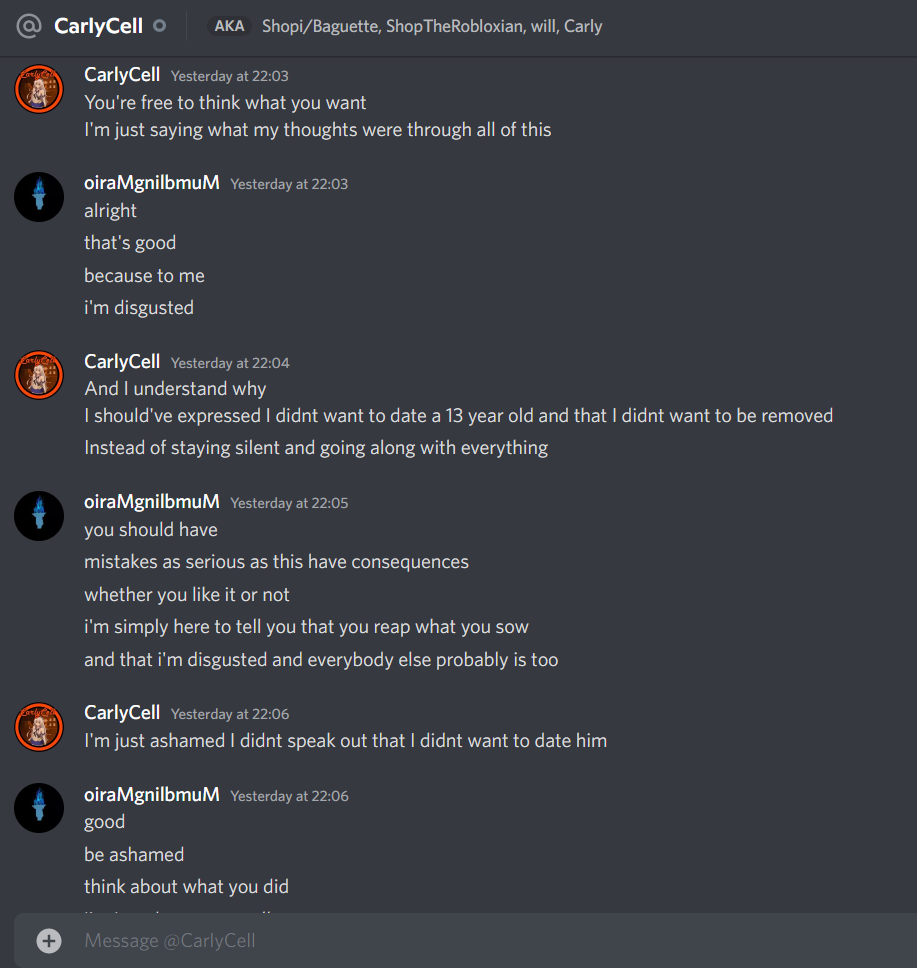 @ CarlyCell AKA Shopi/Baguette, ShopTheRobloxian, will, Carly
CarlyCell Yesterday at 22:03
You're free to think what you want
I'm just saying what my thoughts were through all of this
oiraMgnilbmuM Yesterday at 22:03
alright
that's good
because to me
i'm disgusted
CarlyCell Yesterday at 22:04
And I understand why
I should've expressed I didnt want to date a 13 year old and that I didnt want to be removed
Instead of staying silent and going along with everything
oiraMgnilbmuM Yesterday at 22:05
you should have
mistakes as serious as this have consequences
whether you like it or not
i'm simply here to tell you that you reap what you sow
and that i'm disgusted and everybody else probably is too
CarlyCell Yesterday at 22:06
I'm just ashamed I didnt speak out that I didnt want to date him
oiraMgnilbmuM Yesterday at 22:06
good
be ashamed
think about what you did
Message @CarlyCell